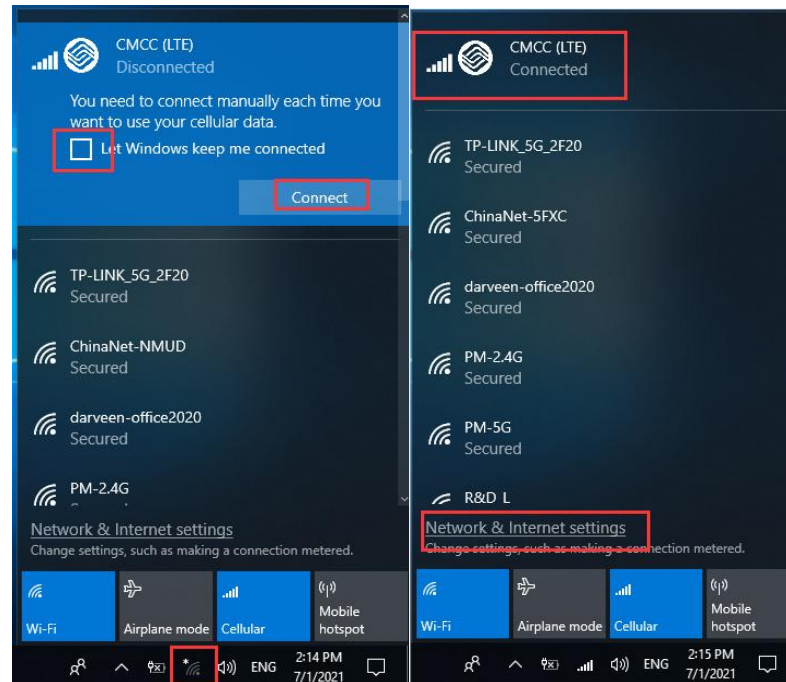 CMCC (LTE)
Disconnected
You need to connect manually each time you
want to use your cellular data.
Let Windows keep me connected
Connect
TP-LINK_5G_2F20
Secured
ChinaNet-NMUD
Secured
darveen-office2020
Secured
PM-2.4G
Network & Internet settings
Change settings, such as making a connection metered.
Wi-Fi
Airplane mode
Cellular
Mobile
hotspot
ENG
2:14 PM
7/1/2021
CMCC (LTE)
Connected
TP-LINK_5G_2F20
Secured
ChinaNet-5FXC
Secured
darveen-office2020
Secured
PM-2.4G
Secured
PM-5G
Secured
R&D L
Network & Internet settings
Change settings, such as making a connection metered.
Wi-Fi
Airplane mode
Cellular
Mobile
hotspot
ENG
2:15 PM
7/1/2021